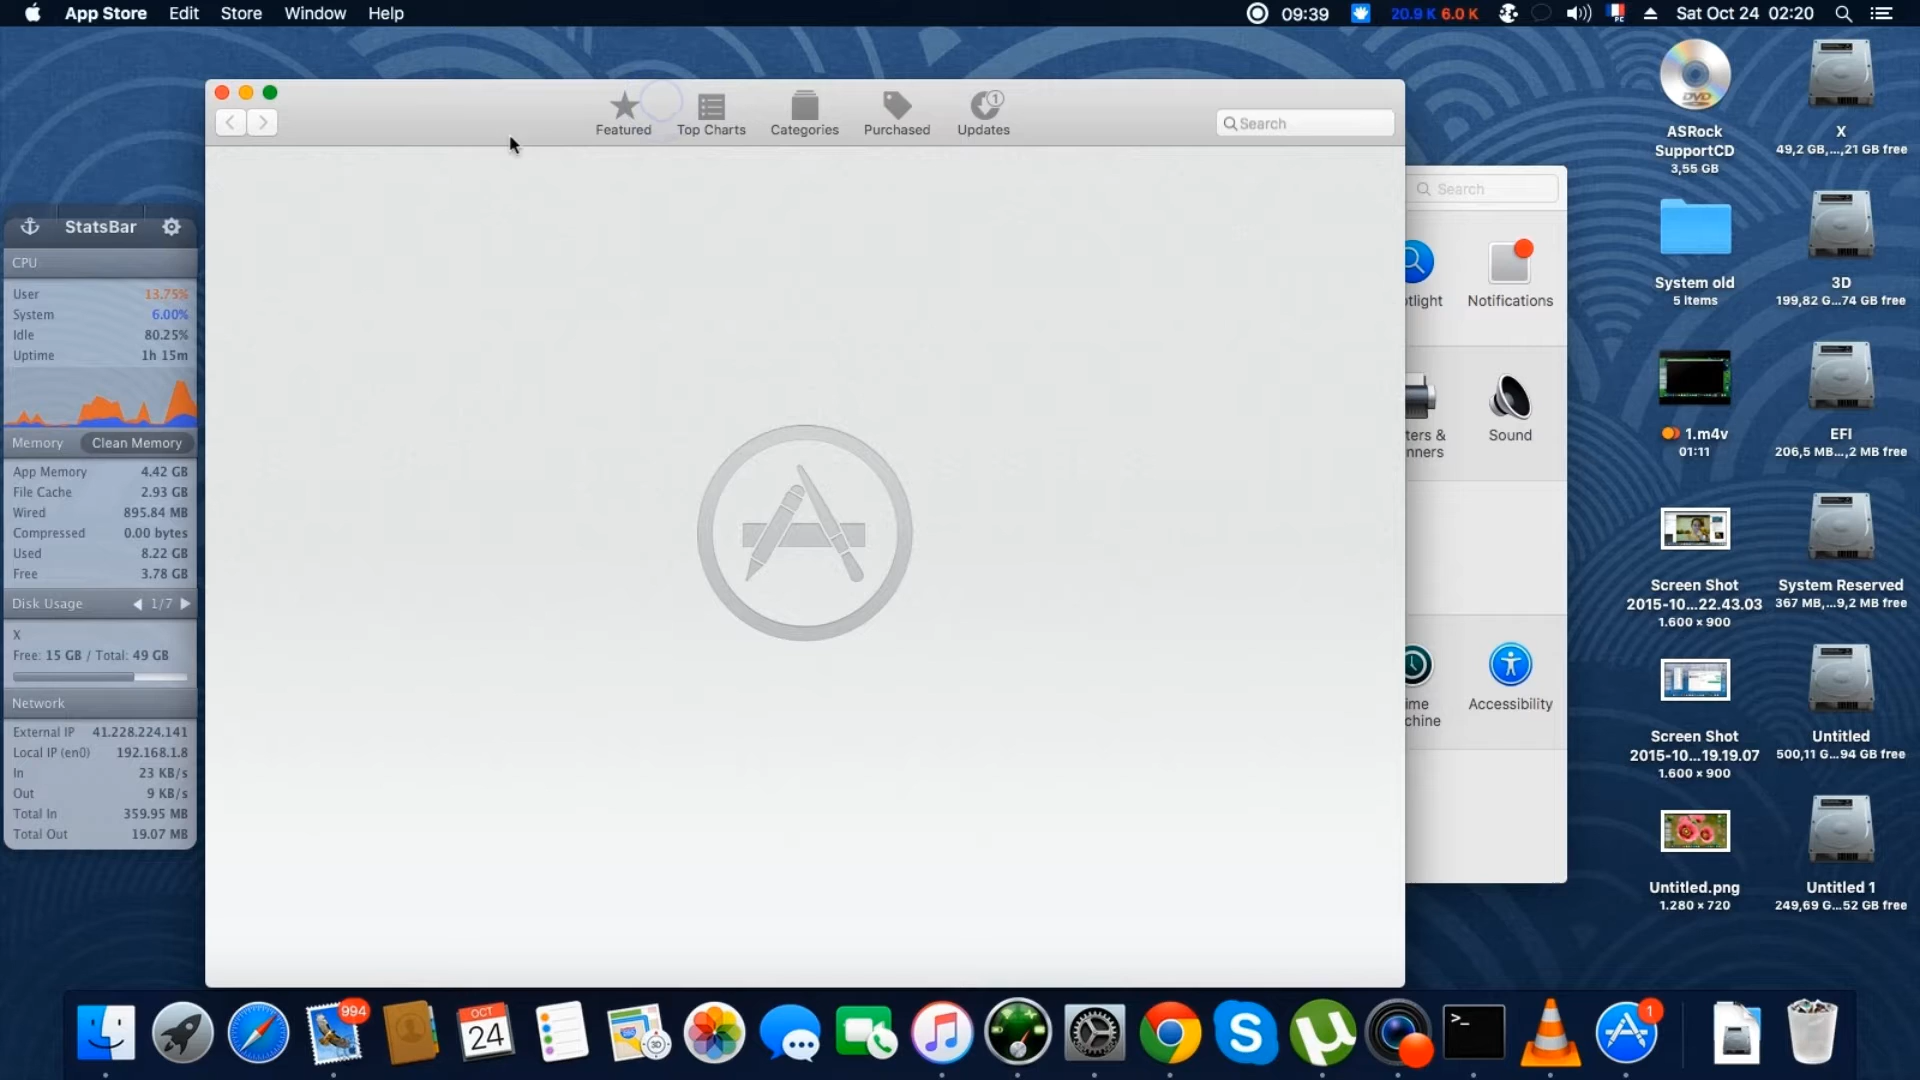 App Store Edit Store Window Help
09:39 20.9 K 6.0 K PC Sat Oct 24 02:20
Featured
Top Charts
Categories
1
Purchased
Updates
Search
Search
otlight
Notifications
ters &
nners
Sound
ime
chine
Accessibility
StatsBar
CPU
User 13.75%
System 6.00%
Idle 80.25%
Uptime 1h 15m
Memory Clean Memory
App Memory 4.42 GB
File Cache 2.93 GB
Wired 895.84 MB
Compressed 0.00 bytes
Used 8.22 GB
Free 3.78 GB
Disk Usage 1/7
X
Free: 15 GB / Total: 49 GB
Network
External IP 41.228.224.141
Local IP (en0) 192.168.1.8
In 23 KB/s
Out 9 KB/s
Total In 359.95 MB
Total Out 19.07 MB
DVD
ASRock
SupportCD
3,55 GB
X
49,2 GB,...,21 GB free
System old
5 items
3D
199,82 G...74 GB free
1.m4v
01:11
EFI
206,5 MB...,2 MB free
Screen Shot
2015-10...22.43.03
1.600 × 900
System Reserved
367 MB,...9,2 MB free
Screen Shot
2015-10...19.19.07
1.600 × 900
Untitled
500,11 G...94 GB free
Untitled.png
1.280 × 720
Untitled 1
249,69 G...52 GB free
994
OCT
24
3D
S
µ
>_
1